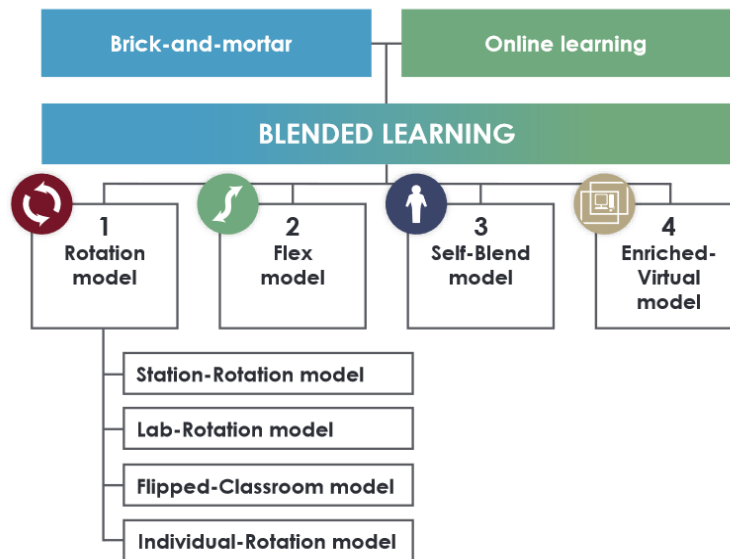 Brick-and-mortar
Online learning
BLENDED LEARNING
1
Rotation
model
2
Flex
model
3
Self-Blend
model
4
Enriched-
Virtual
model
Station-Rotation model
Lab-Rotation model
Flipped-Classroom model
Individual-Rotation model